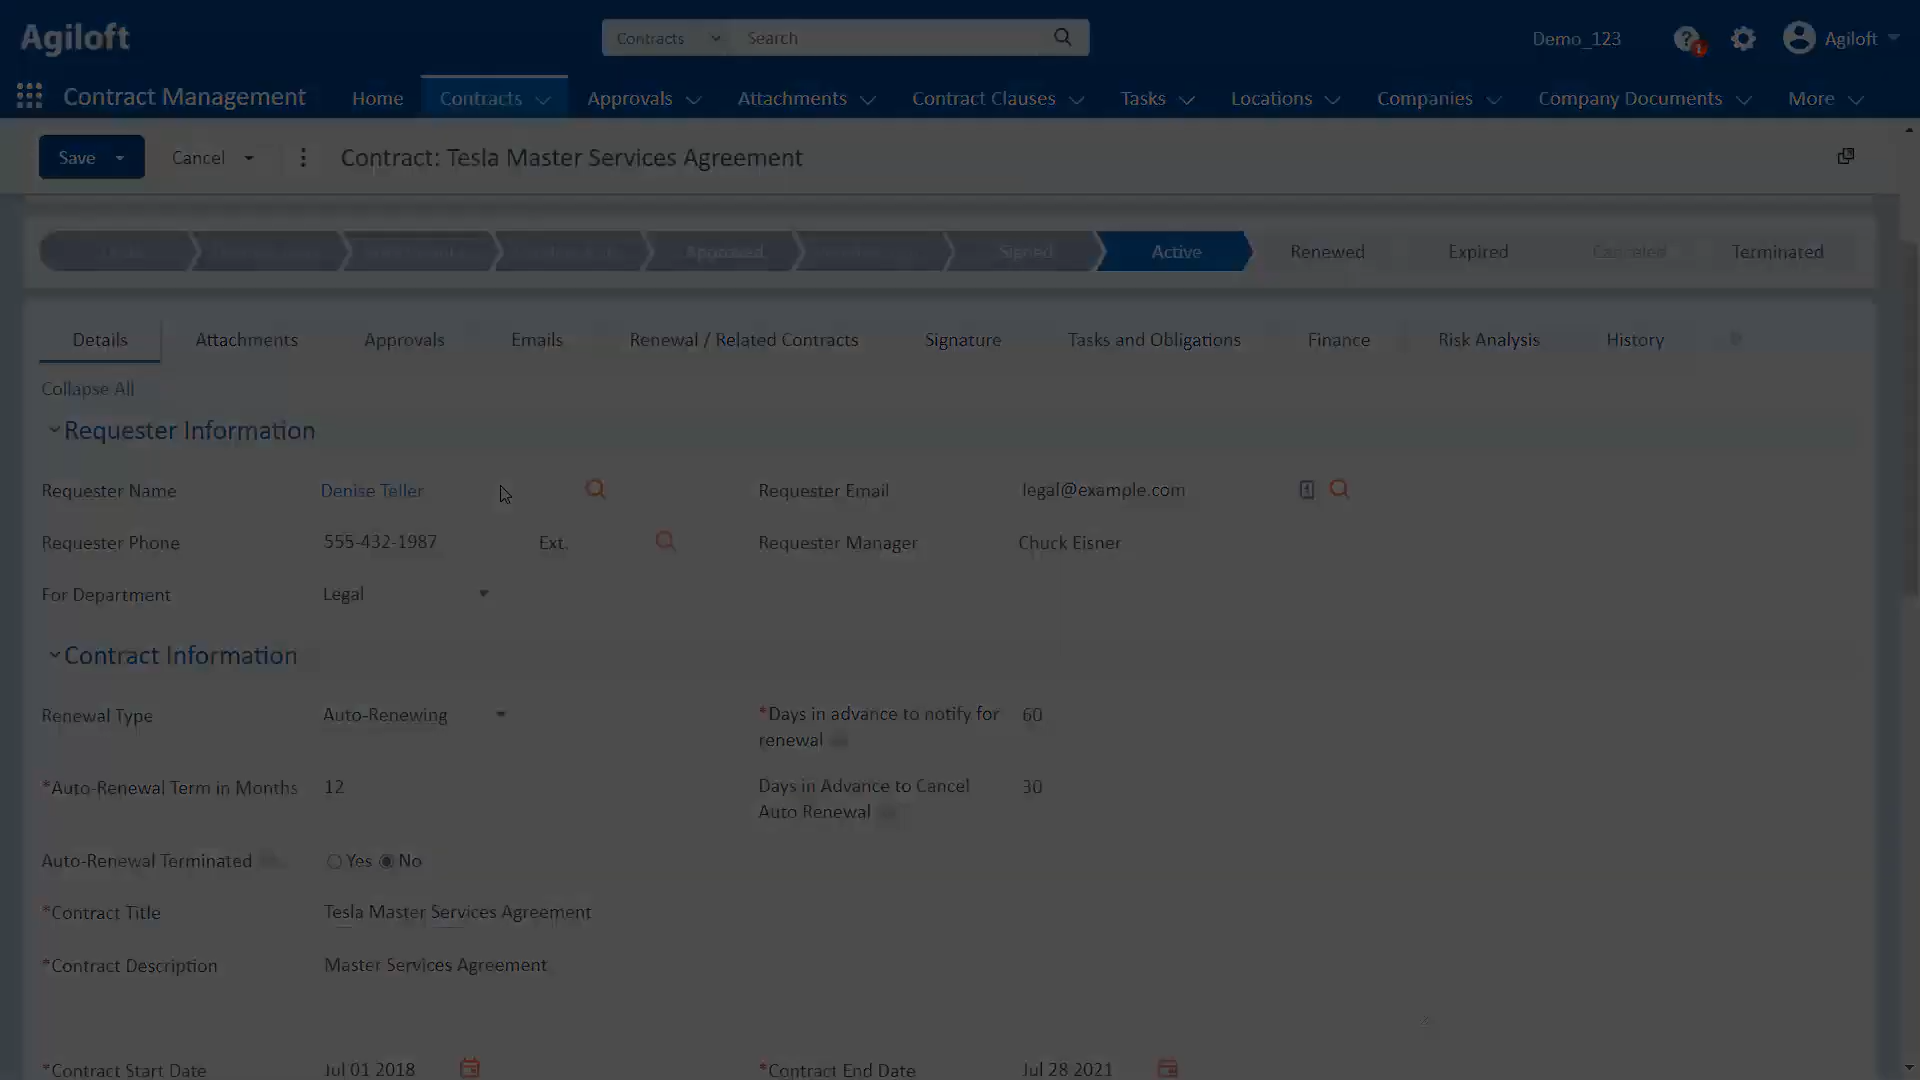 Agiloft
Contracts
Search
Demo_123
1
Agiloft
Contract Management
Home
Contracts
Approvals
Attachments
Contract Clauses
Tasks
Locations
Companies
Company Documents
More
Save
Cancel
Contract: Tesla Master Services Agreement
Approved
Signed
Active
Renewed
Expired
Canceled
Terminated
Details
Attachments
Approvals
Emails
Renewal / Related Contracts
Signature
Tasks and Obligations
Finance
Risk Analysis
History
Collapse All
Requester Information
Requester Name
Denise Teller
Requester Email
legal@example.com
Requester Phone
555-432-1987
Ext.
Requester Manager
Chuck Eisner
For Department
Legal
Contract Information
Renewal Type
Auto-Renewing
*Days in advance to notify for
renewal
60
*Auto-Renewal Term in Months
12
Days in Advance to Cancel
Auto Renewal
30
Auto-Renewal Terminated
Yes
No
*Contract Title
Tesla Master Services Agreement
*Contract Description
Master Services Agreement
*Contract Start Date
Jul 01 2018
*Contract End Date
Jul 28 2021